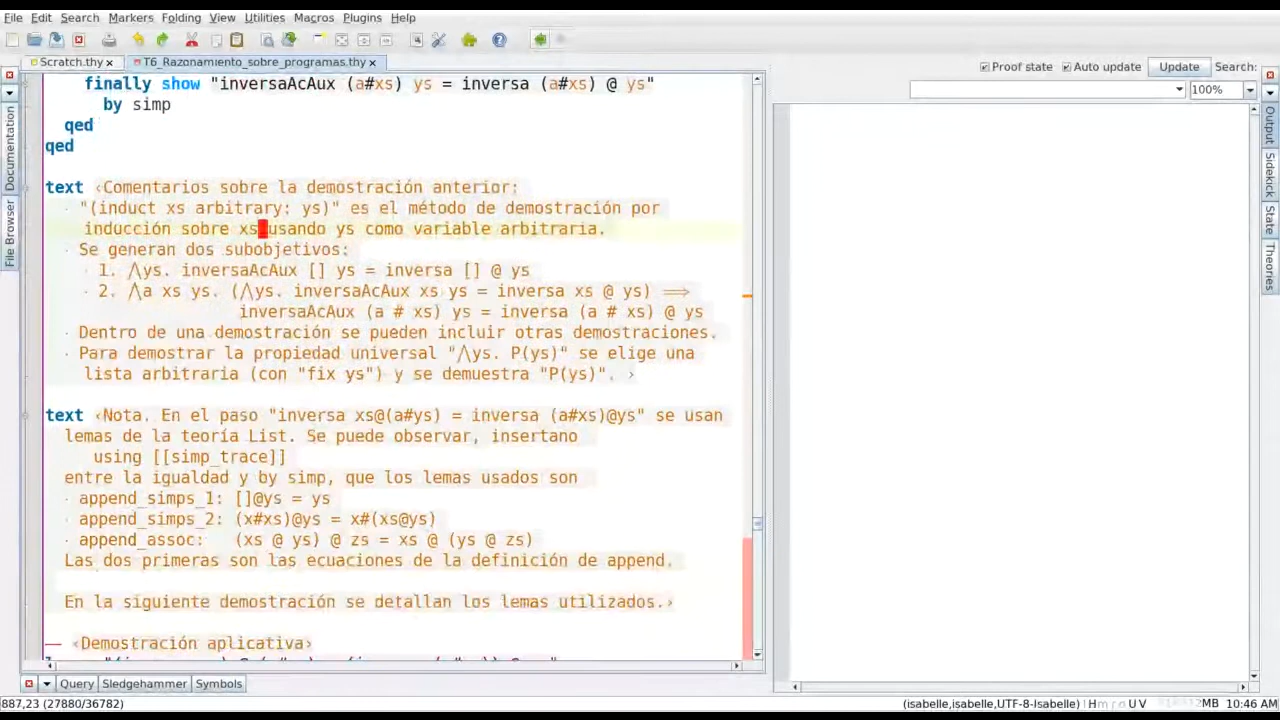 File Edit Search Markers Folding View Utilities Macros Plugins Help
Scratch.thy T6_Razonamiento_sobre_programas.thy
Proof state Auto update Update Search:
100%
Documentation
File Browser
Output
Sidekick
State
Theories
finally show "inversaAcAux (a#xs) ys = inversa (a#xs) @ ys"
by simp
qed
qed
text ‹Comentarios sobre la demostración anterior:
· "(induct xs arbitrary: ys)" es el método de demostración por
inducción sobre xs usando ys como variable arbitraria.
· Se generan dos subobjetivos:
· 1. ⋀ys. inversaAcAux [] ys = inversa [] @ ys
· 2. ⋀a xs ys. (⋀ys. inversaAcAux xs ys = inversa xs @ ys) ⟹
inversaAcAux (a # xs) ys = inversa (a # xs) @ ys
· Dentro de una demostración se pueden incluir otras demostraciones.
· Para demostrar la propiedad universal "⋀ys. P(ys)" se elige una
lista arbitraria (con "fix ys") y se demuestra "P(ys)". ›
text ‹Nota. En el paso "inversa xs@(a#ys) = inversa (a#xs)@ys" se usan
lemas de la teoría List. Se puede observar, insertano
using [[simp_trace]]
entre la igualdad y by simp, que los lemas usados son
· append_simps_1: []@ys = ys
· append_simps_2: (x#xs)@ys = x#(xs@ys)
· append_assoc: (xs @ ys) @ zs = xs @ (ys @ zs)
Las dos primeras son las ecuaciones de la definición de append.
En la siguiente demostración se detallan los lemas utilizados.›
— ‹Demostración aplicativa›
Query Sledgehammer Symbols
887,23 (27880/36782)
(isabelle,isabelle,UTF-8-Isabelle) MB 10:46 AM